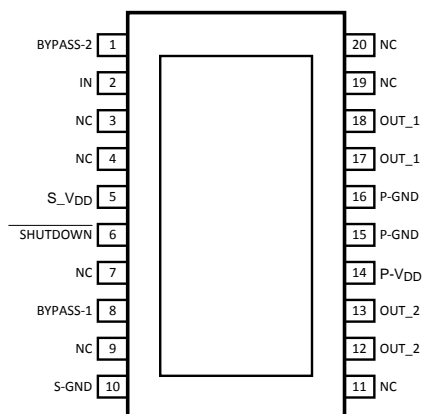 BYPASS-2 1
IN 2
NC 3
NC 4
S_VDD 5
SHUTDOWN 6
NC 7
BYPASS-1 8
NC 9
S-GND 10
20 NC
19 NC
18 OUT_1
17 OUT_1
16 P-GND
15 P-GND
14 P-VDD
13 OUT_2
12 OUT_2
11 NC